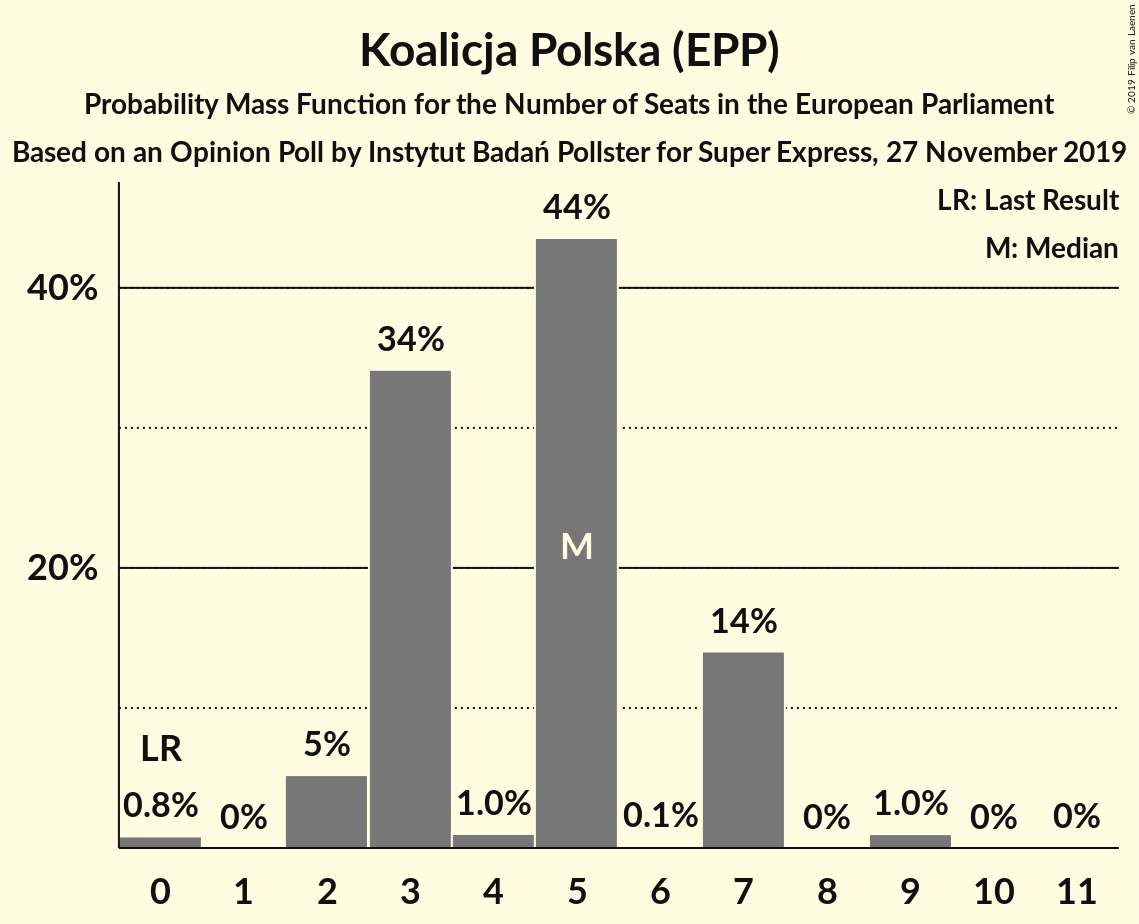 Koalicja Polska (EPP)
Probability Mass Function for the Number of Seats in the European Parliament
Based on an Opinion Poll by Instytut Badań Pollster for Super Express, 27 November 2019
© 2019 Filip van Laenen
LR: Last Result
M: Median
44%
40%
34%
M
20%
14%
LR
5%
0.8%
0%
1.0%
0.1%
0%
1.0%
0%
0%
0 1 2 3 4 5 6 7 8 9 10 11